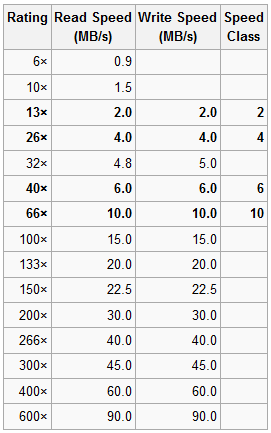 Rating Read Speed Write Speed Speed
(MB/s) (MB/s) Class
6× 0.9
10× 1.5
13× 2.0 2.0 2
26× 4.0 4.0 4
32× 4.8 5.0
40× 6.0 6.0 6
66× 10.0 10.0 10
100× 15.0 15.0
133× 20.0 20.0
150× 22.5 22.5
200× 30.0 30.0
266× 40.0 40.0
300× 45.0 45.0
400× 60.0 60.0
600× 90.0 90.0